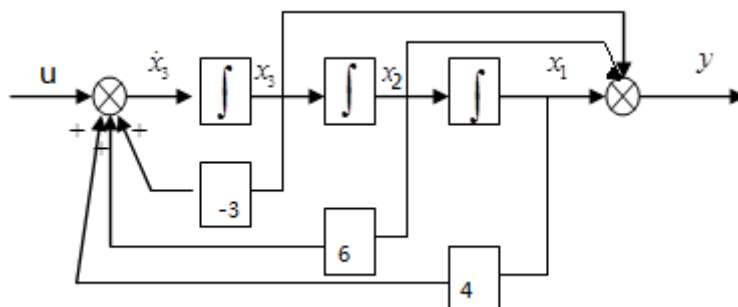 u
ẋ₃
∫
x₃
∫
x₂
∫
x₁
y
+
+
+
-3
6
4